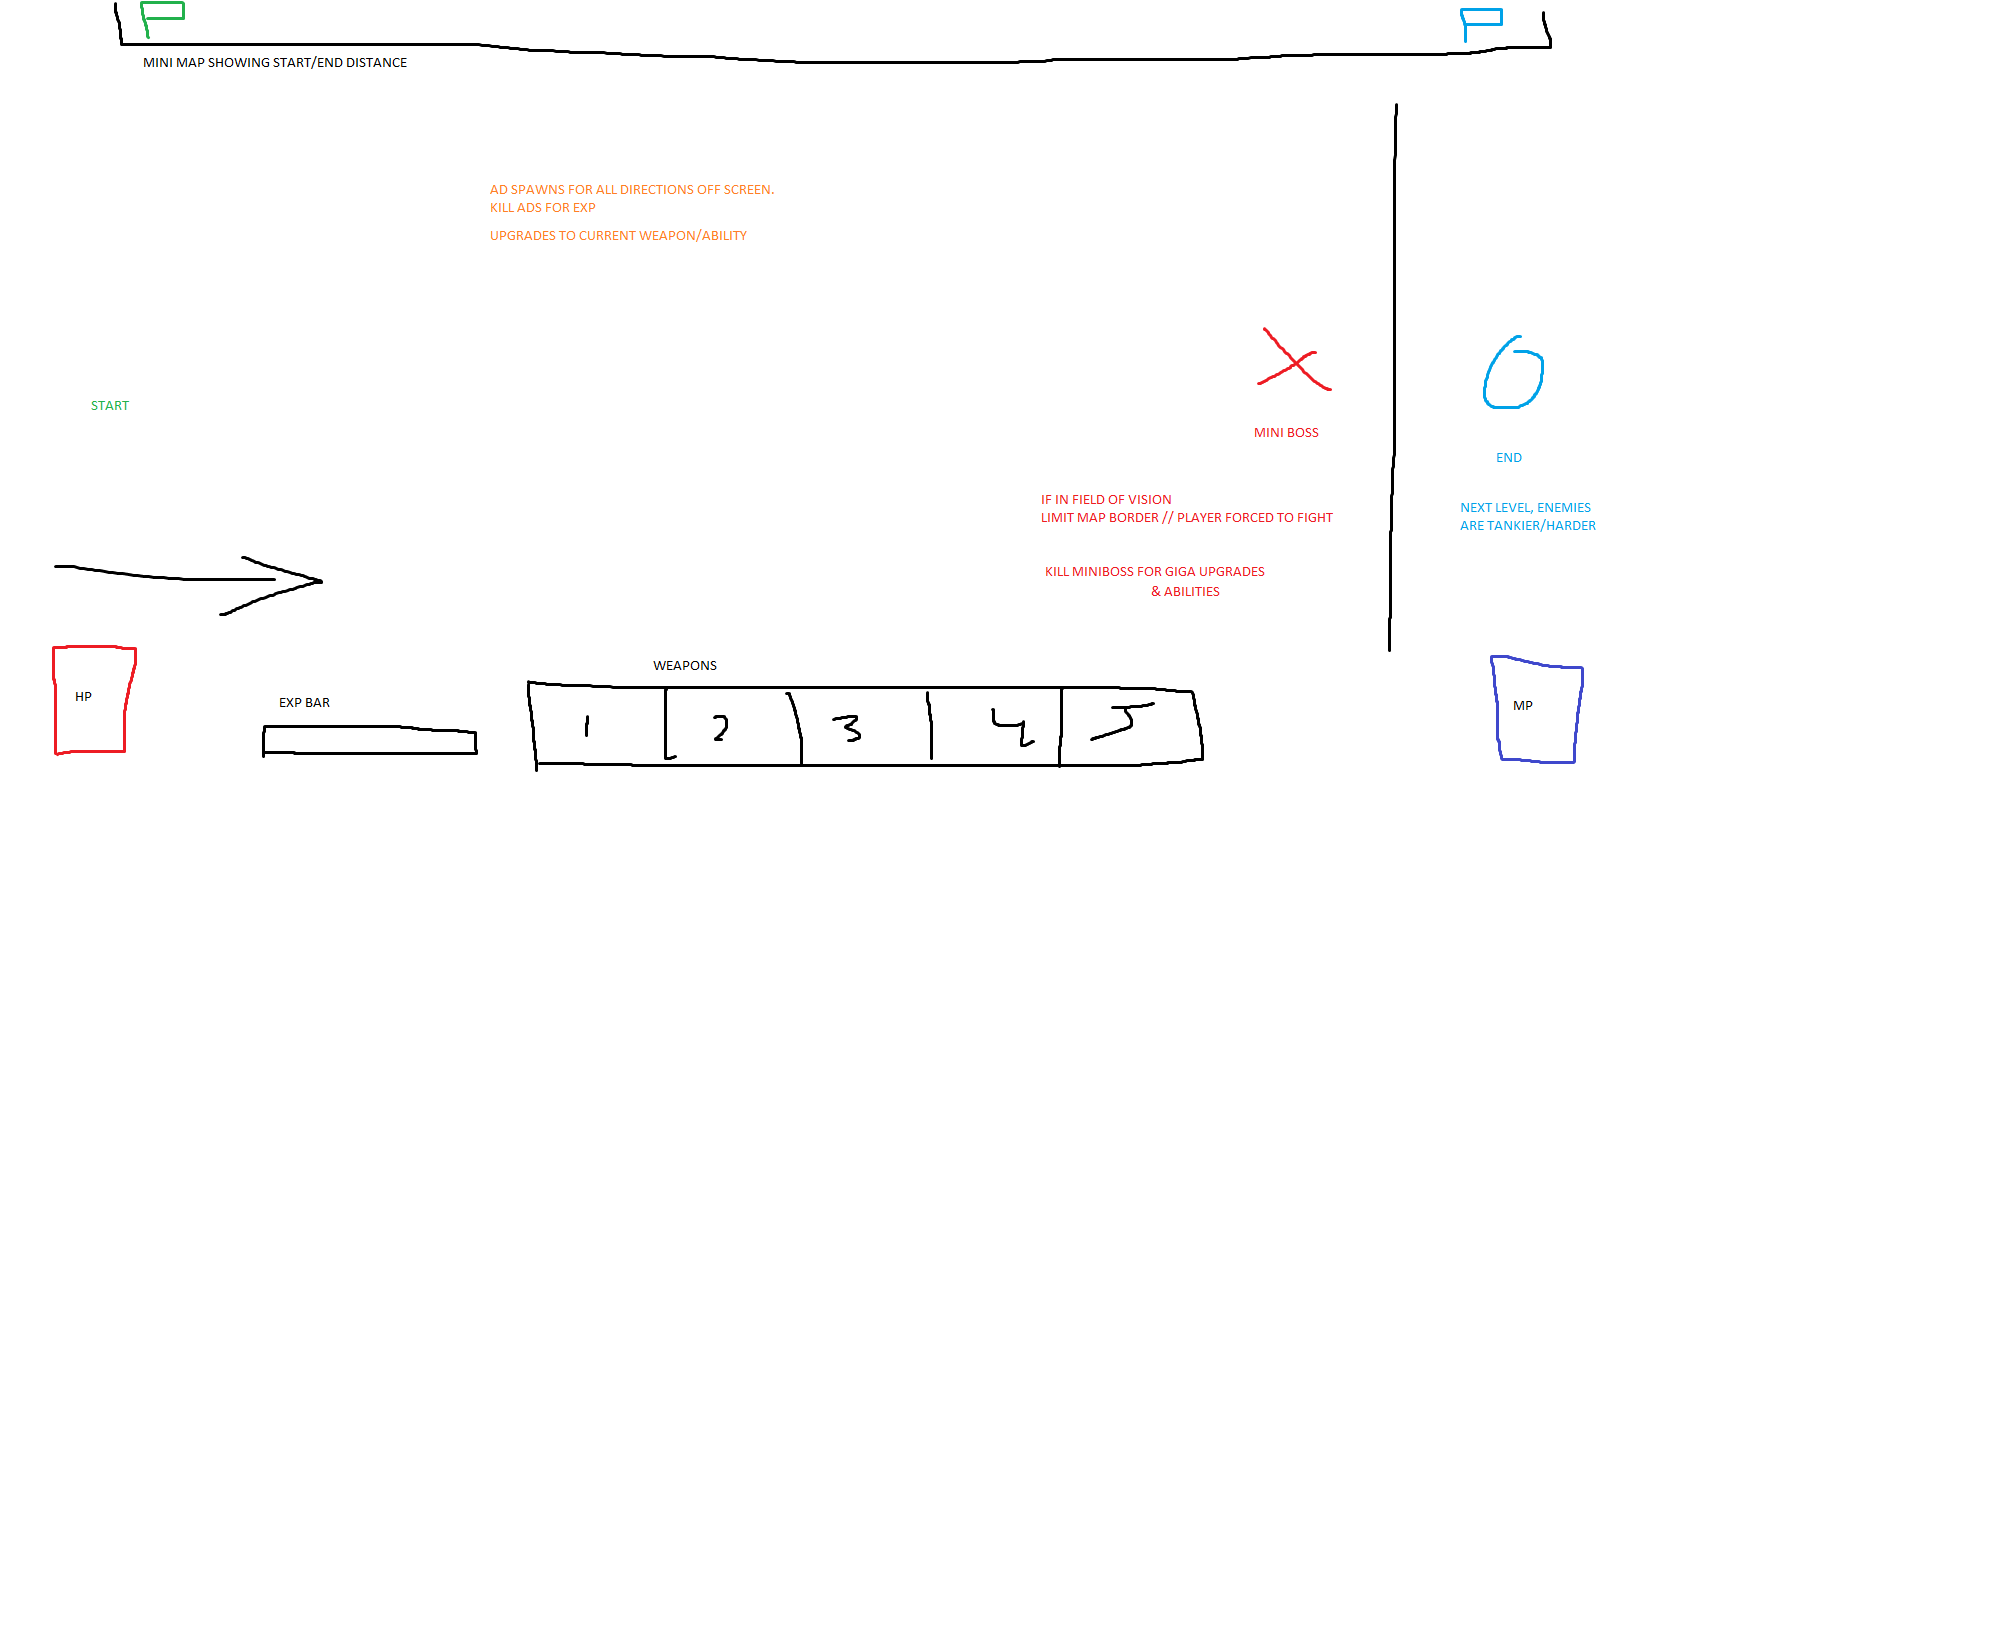 MINI MAP SHOWING START/END DISTANCE
AD SPAWNS FOR ALL DIRECTIONS OFF SCREEN.
KILL ADS FOR EXP
UPGRADES TO CURRENT WEAPON/ABILITY
START
MINI BOSS
END
IF IN FIELD OF VISION
LIMIT MAP BORDER // PLAYER FORCED TO FIGHT
NEXT LEVEL, ENEMIES
ARE TANKIER/HARDER
KILL MINIBOSS FOR GIGA UPGRADES
& ABILITIES
WEAPONS
HP
EXP BAR
1 2 3 4 5
MP